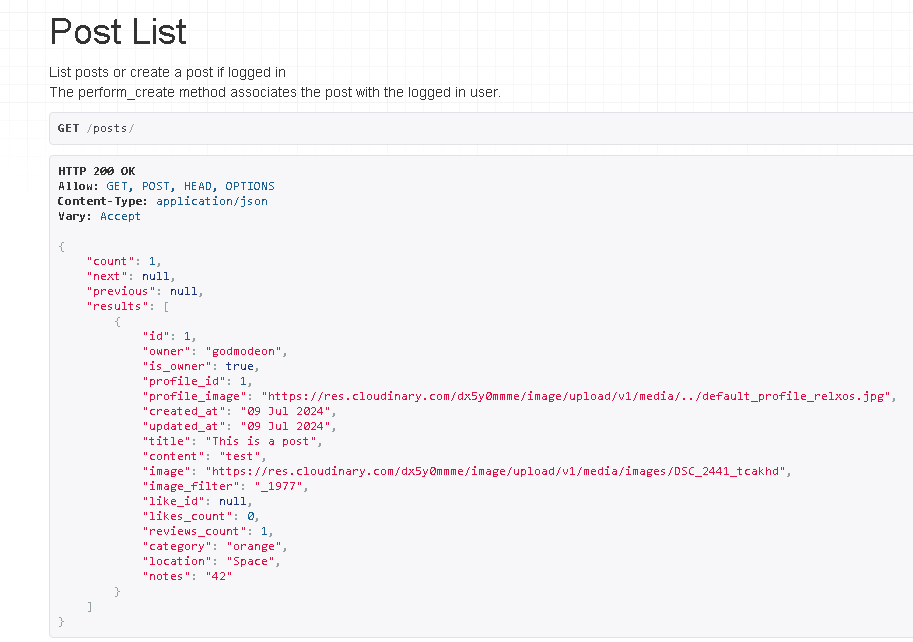 Post List
List posts or create a post if logged in
The perform_create method associates the post with the logged in user.
GET /posts/
HTTP 200 OK
Allow: GET, POST, HEAD, OPTIONS
Content-Type: application/json
Vary: Accept
{
    "count": 1,
    "next": null,
    "previous": null,
    "results": [
        {
            "id": 1,
            "owner": "godmodeon",
            "is_owner": true,
            "profile_id": 1,
            "profile_image": "https://res.cloudinary.com/dx5y0mmme/image/upload/v1/media/../default_profile_relxos.jpg",
            "created_at": "09 Jul 2024",
            "updated_at": "09 Jul 2024",
            "title": "This is a post",
            "content": "test",
            "image": "https://res.cloudinary.com/dx5y0mmme/image/upload/v1/media/images/DSC_2441_tcakhd",
            "image_filter": "_1977",
            "like_id": null,
            "likes_count": 0,
            "reviews_count": 1,
            "category": "orange",
            "location": "Space",
            "notes": "42"
        }
    ]
}